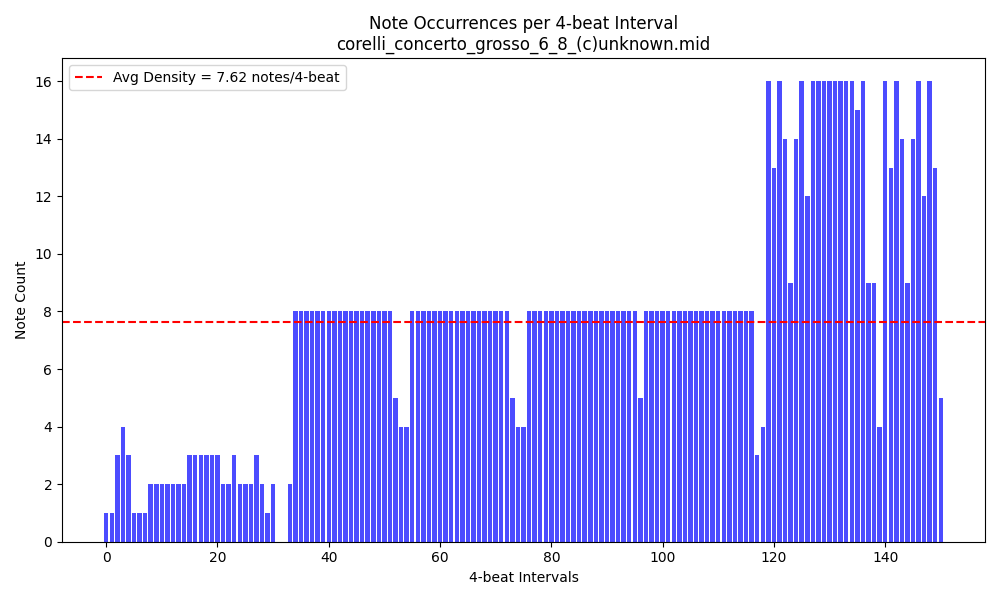 Note Occurrences per 4-beat Interval
corelli_concerto_grosso_6_8_(c)unknown.mid
Avg Density = 7.62 notes/4-beat
Note Count
16
14
12
10
8
6
4
2
0
0 20 40 60 80 100 120 140
4-beat Intervals